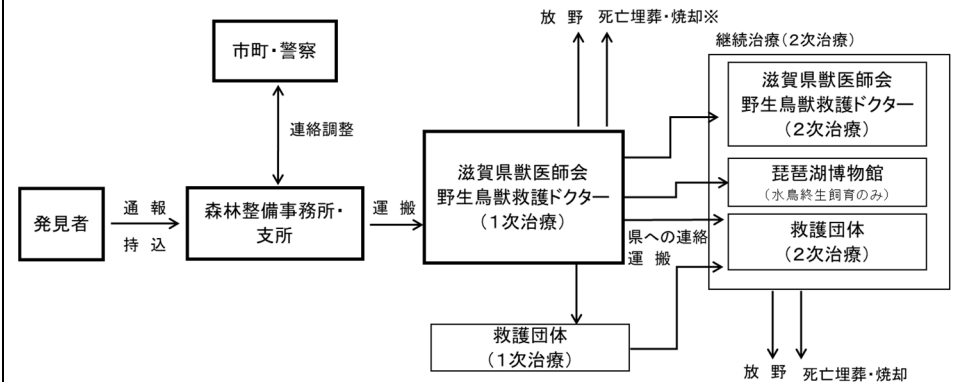 放 野 死亡埋葬・焼却※
継続治療(２次治療)
市町・警察
連絡調整
発見者
通 報
持 込
森林整備事務所・
支所
運 搬
滋賀県獣医師会
野生鳥獣救護ドクター
(１次治療)
県への連絡
運 搬
救護団体
(１次治療)
滋賀県獣医師会
野生鳥獣救護ドクター
(２次治療)
琵琶湖博物館
(水鳥終生飼育のみ)
救護団体
(２次治療)
放 野 死亡埋葬・焼却